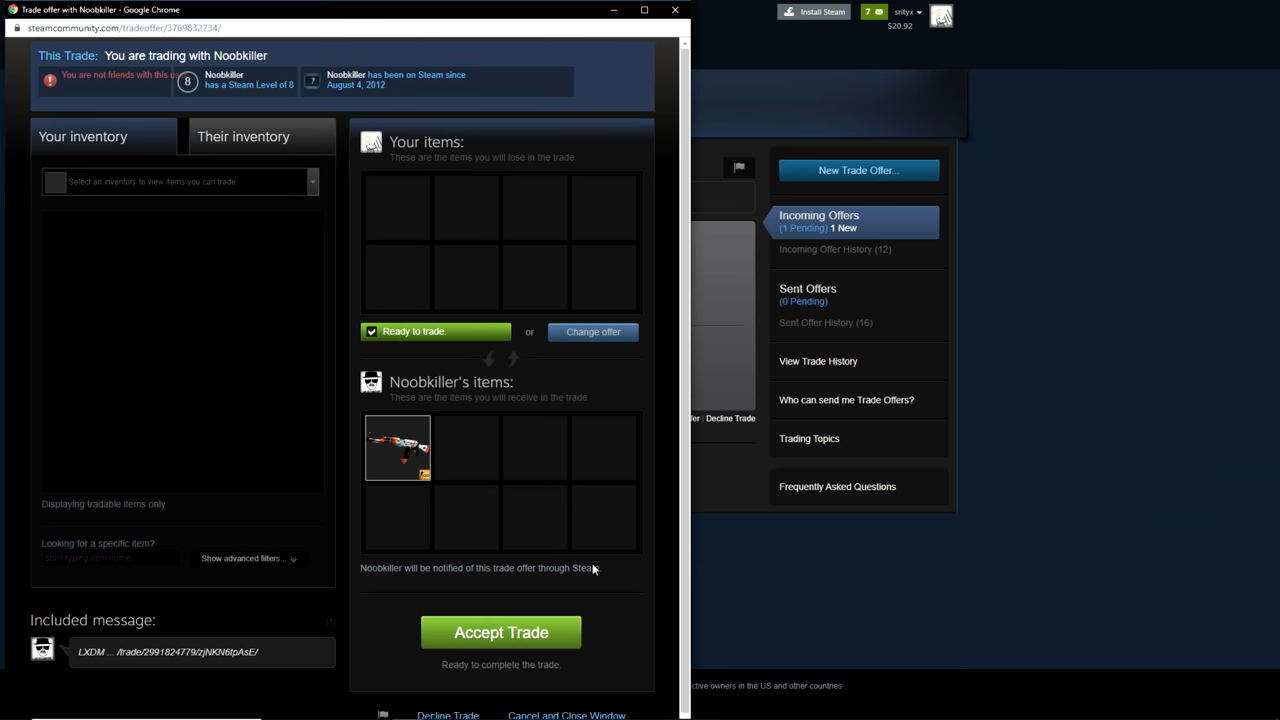 Trade offer with Noobkiller - Google Chrome
steamcommunity.com/tradeoffer/3769832734/
This Trade: You are trading with Noobkiller
You are not friends with this u
8
Noobkiller
has a Steam Level of 8
Noobkiller has been on Steam since
August 4, 2012
Your inventory
Their inventory
Select an inventory to view items you can trade
Displaying tradable items only
Looking for a specific item?
Start typing item name...
Show advanced filters...
Included message:
(?)
LXDM ... /trade/2991824779/zjNKN6tpAsE/
Your items:
These are the items you will lose in the trade.
Ready to trade.
or
Change offer
Noobkiller's items:
These are the items you will receive in the trade.
Noobkiller will be notified of this trade offer through Steam.
Accept Trade
Ready to complete the trade.
Decline Trade
Cancel and Close Window
Install Steam
7
srityx
$20.92
fer | Decline Trade
New Trade Offer...
Incoming Offers
(1 Pending) 1 New
Incoming Offer History (12)
Sent Offers
(0 Pending)
Sent Offer History (16)
View Trade History
Who can send me Trade Offers?
Trading Topics
Frequently Asked Questions
ctive owners in the US and other countries.